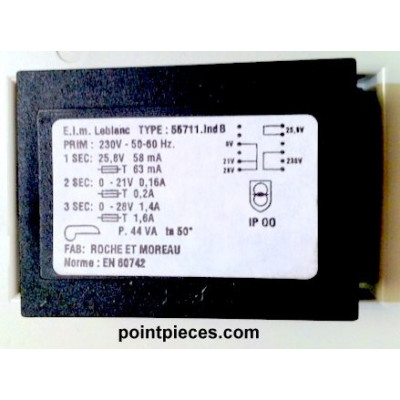 E.l.m. Leblanc TYPE : 55711.Ind B
PRIM : 230V - 50-60 Hz.
1 SEC: 25,8V 58 mA
T 63 mA
2 SEC: 0 - 21V 0,16A
T 0,2A
3 SEC: 0 - 28V 1,4A
T 1,6A
P. 44 VA ta 50°
FAB: ROCHE ET MOREAU
Norme : EN 60742
25,8V
0V
21V
230V
IP 00
pointpieces.com